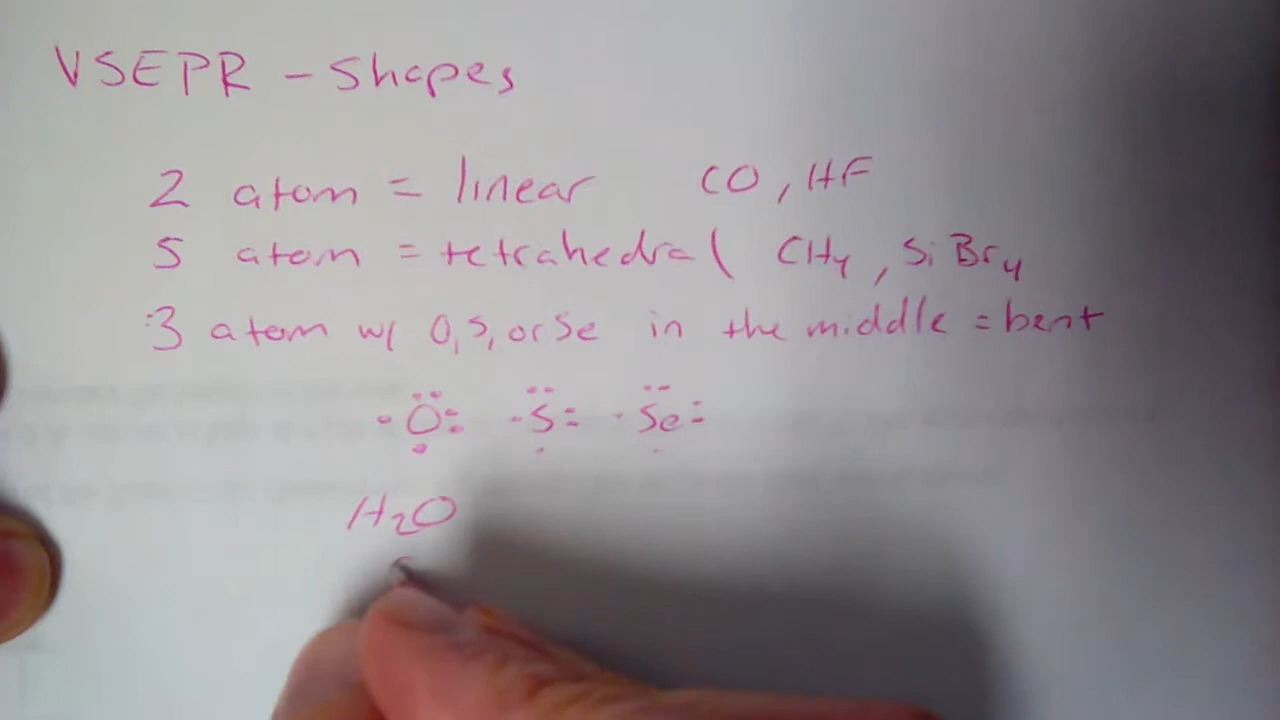 VSEPR - Shapes
2 atom = linear CO, HF
5 atom = tetrahedral CH4, SiBr4
3 atom w/ O, S, or Se in the middle = bent
O S Se
H2O